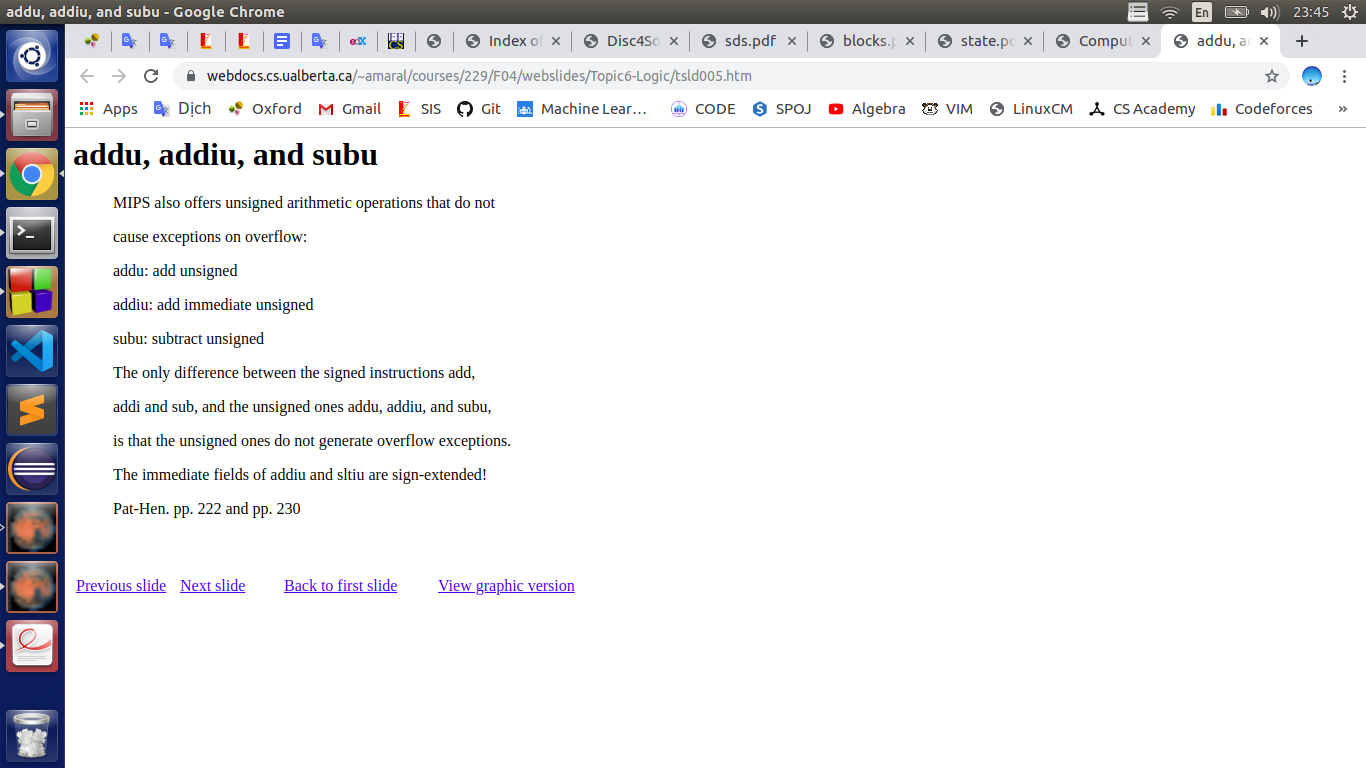 addu, addiu, and subu - Google Chrome
En
23:45
Index of
Disc4So
sds.pdf
blocks.p
state.pd
Comput
addu, a
webdocs.cs.ualberta.ca/~amaral/courses/229/F04/webslides/Topic6-Logic/tsld005.htm
Apps Dịch Oxford Gmail SIS Git Machine Lear… CODE SPOJ Algebra VIM LinuxCM CS Academy Codeforces »
addu, addiu, and subu
MIPS also offers unsigned arithmetic operations that do not
cause exceptions on overflow:
addu: add unsigned
addiu: add immediate unsigned
subu: subtract unsigned
The only difference between the signed instructions add,
addi and sub, and the unsigned ones addu, addiu, and subu,
is that the unsigned ones do not generate overflow exceptions.
The immediate fields of addiu and sltiu are sign-extended!
Pat-Hen. pp. 222 and pp. 230
Previous slide Next slide Back to first slide View graphic version